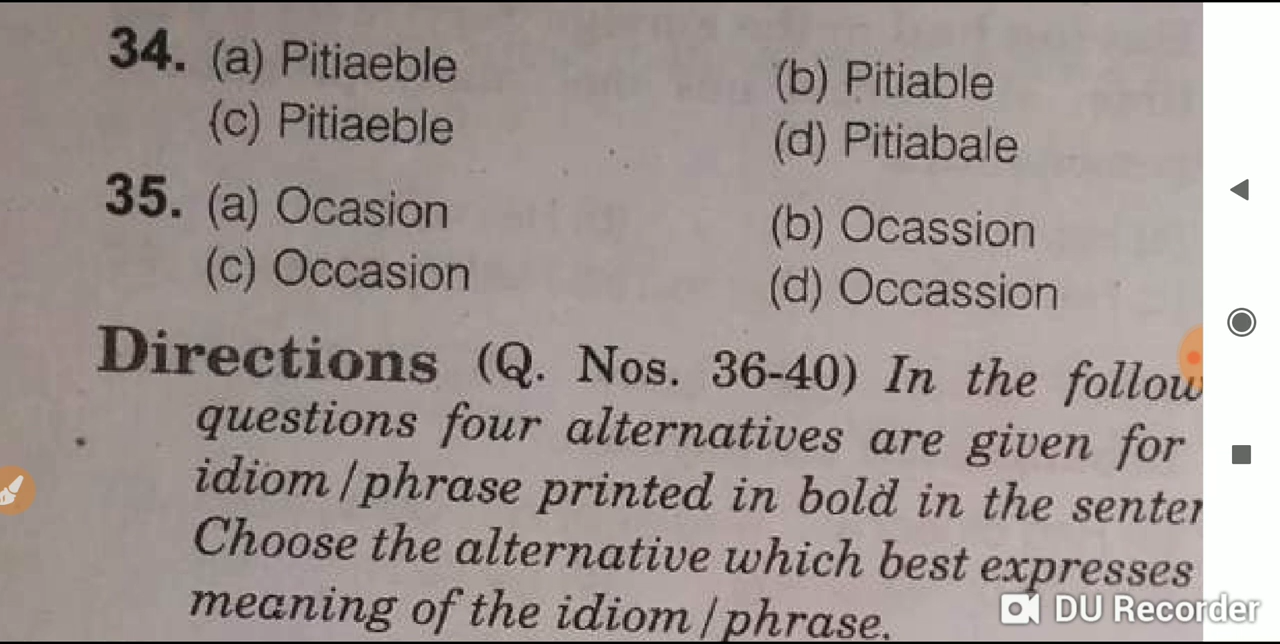 34. (a) Pitiaeble (b) Pitiable
(c) Pitiaeble (d) Pitiabale
35. (a) Ocasion (b) Ocassion
(c) Occasion (d) Occassion
Directions (Q. Nos. 36-40) In the follow
questions four alternatives are given for
idiom/phrase printed in bold in the senten
Choose the alternative which best expresses
meaning of the idiom/phrase.
DU Recorder